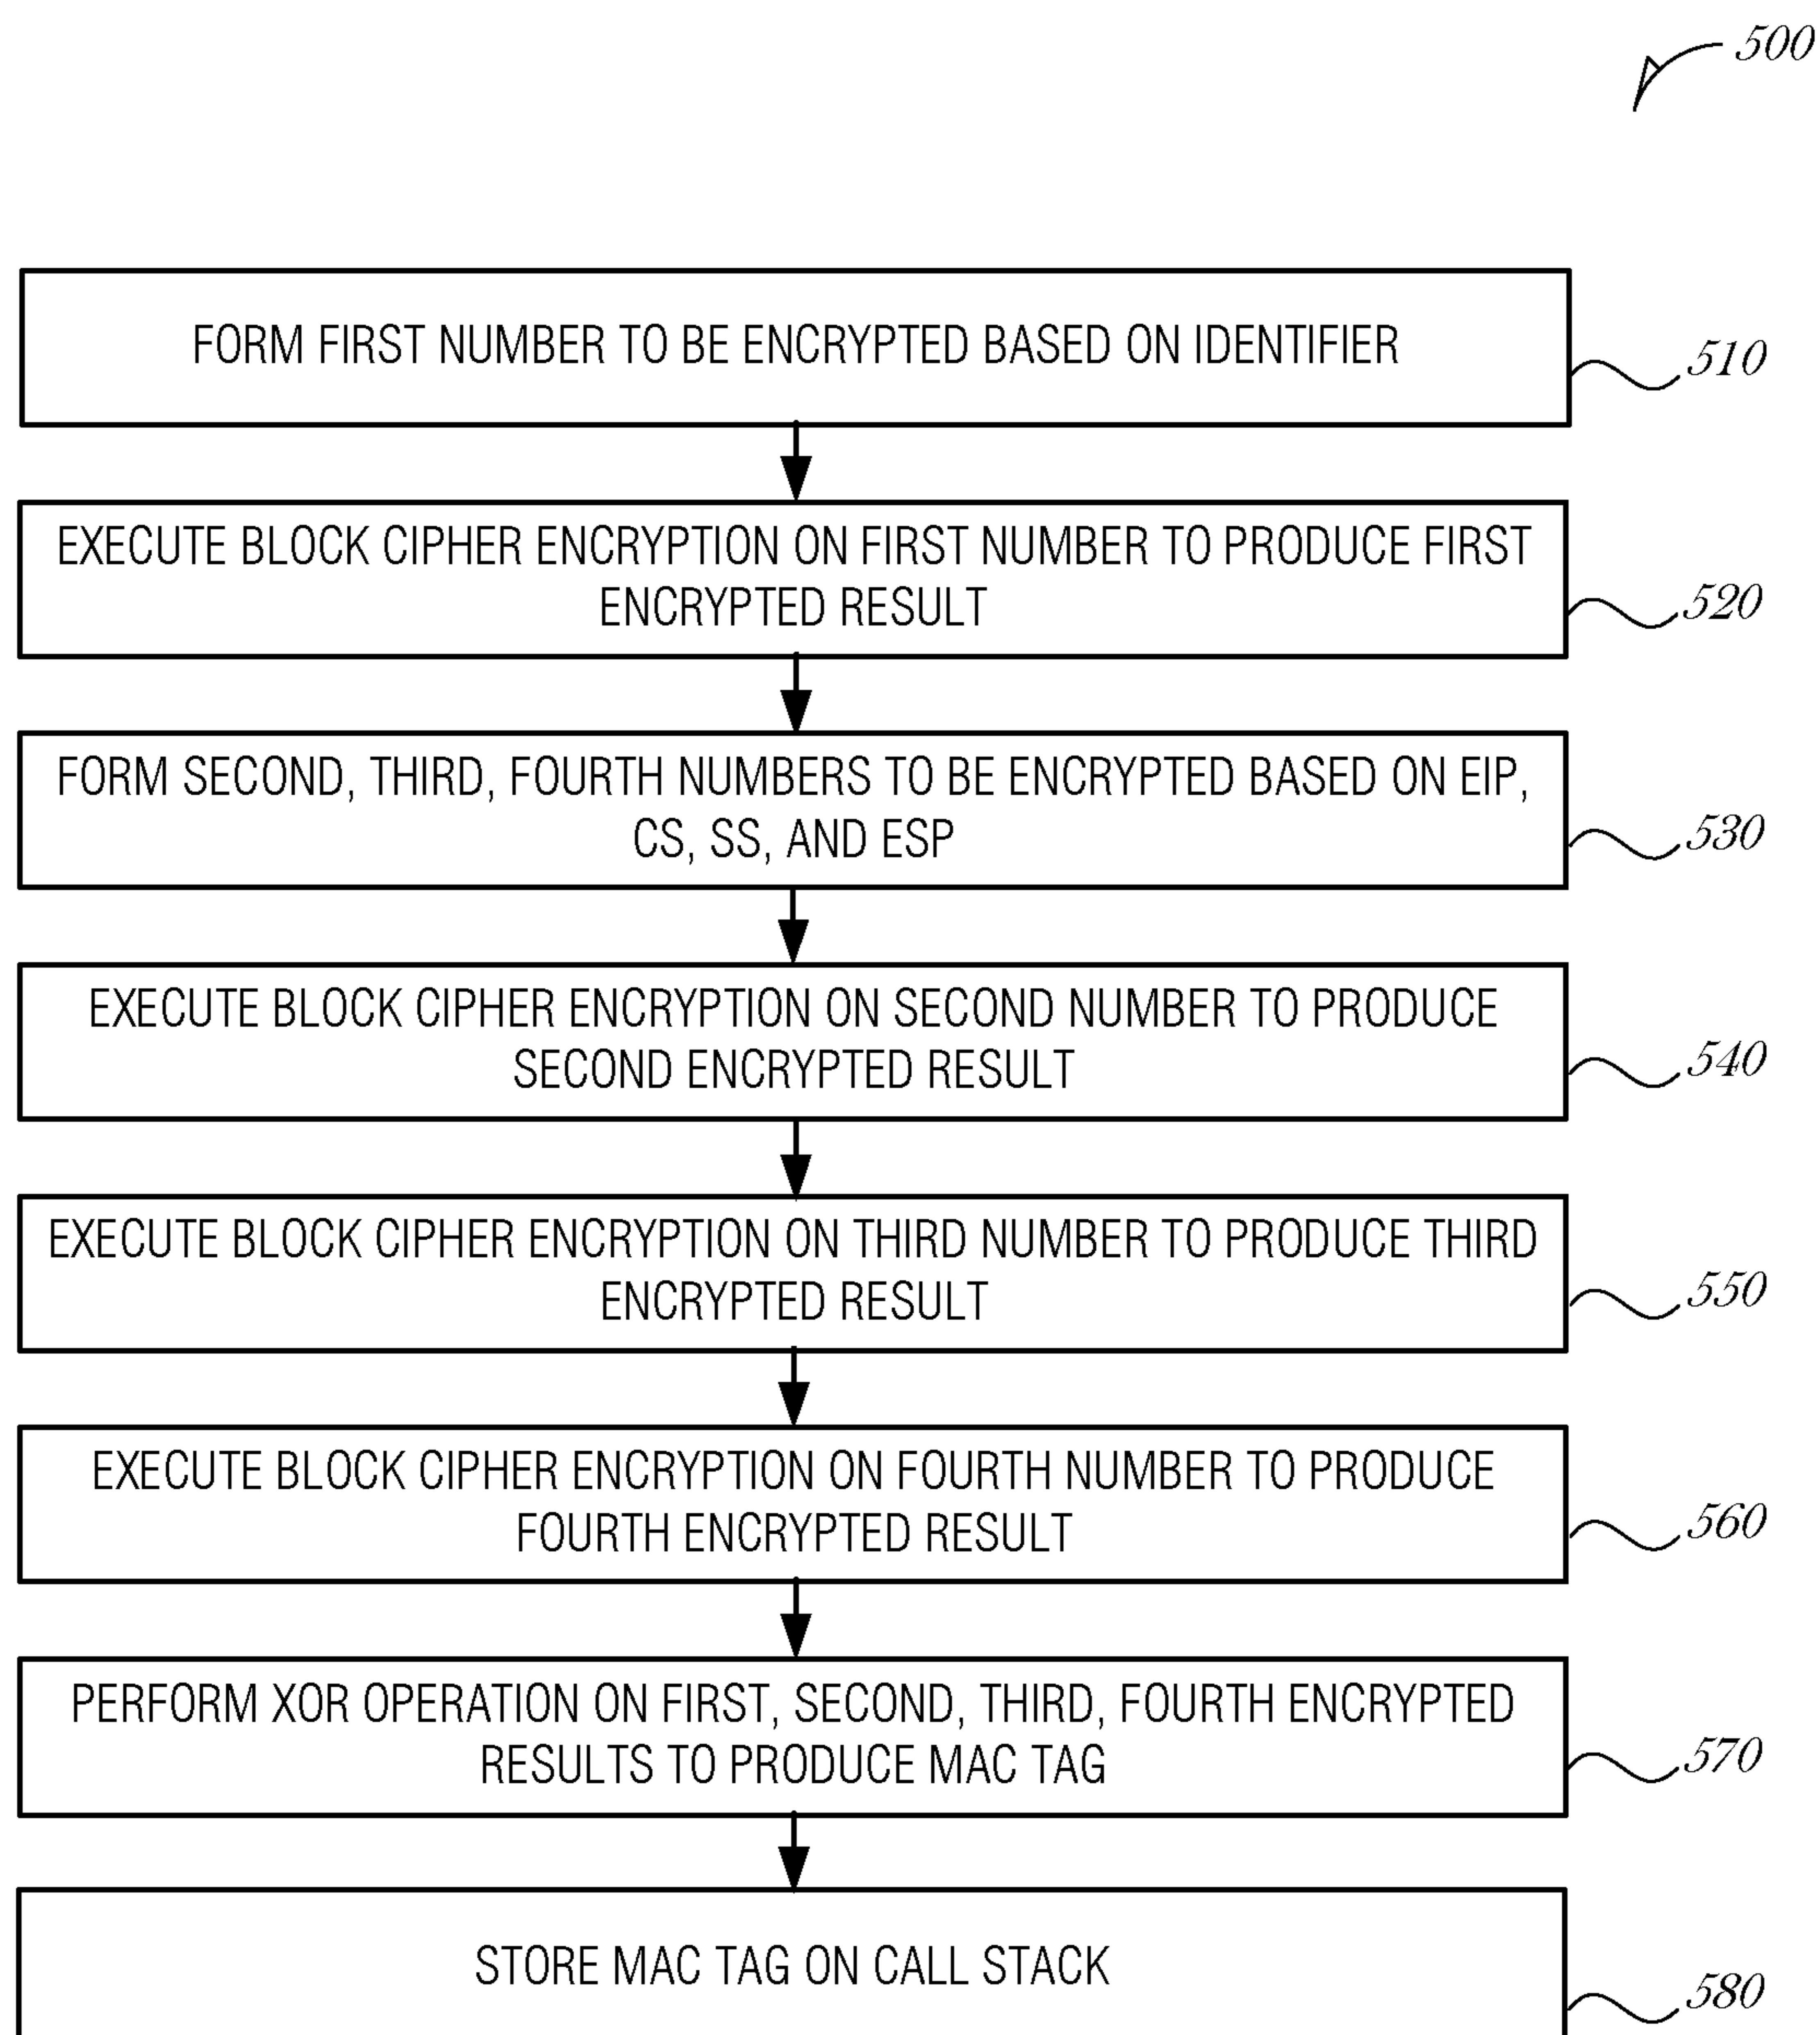 500
FORM FIRST NUMBER TO BE ENCRYPTED BASED ON IDENTIFIER
510
EXECUTE BLOCK CIPHER ENCRYPTION ON FIRST NUMBER TO PRODUCE FIRST
ENCRYPTED RESULT
520
FORM SECOND, THIRD, FOURTH NUMBERS TO BE ENCRYPTED BASED ON EIP,
CS, SS, AND ESP
530
EXECUTE BLOCK CIPHER ENCRYPTION ON SECOND NUMBER TO PRODUCE
SECOND ENCRYPTED RESULT
540
EXECUTE BLOCK CIPHER ENCRYPTION ON THIRD NUMBER TO PRODUCE THIRD
ENCRYPTED RESULT
550
EXECUTE BLOCK CIPHER ENCRYPTION ON FOURTH NUMBER TO PRODUCE
FOURTH ENCRYPTED RESULT
560
PERFORM XOR OPERATION ON FIRST, SECOND, THIRD, FOURTH ENCRYPTED
RESULTS TO PRODUCE MAC TAG
570
STORE MAC TAG ON CALL STACK
580